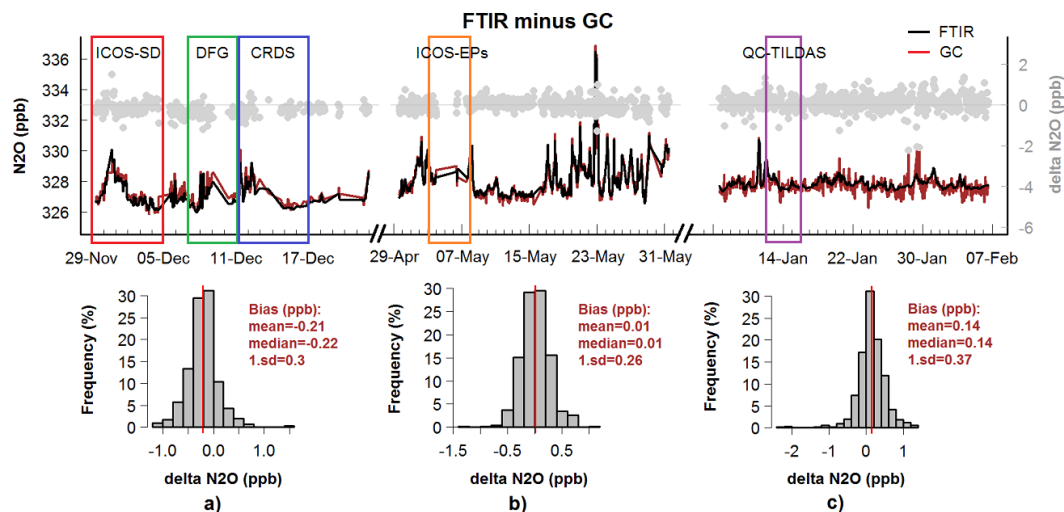 FTIR minus GC
FTIR
GC
ICOS-SD DFG CRDS ICOS-EPs QC-TILDAS
N2O (ppb)
336
334
332
330
328
326
2
0
-2
-4
-6
delta N2O (ppb)
29-Nov 05-Dec 11-Dec 17-Dec 29-Apr 07-May 15-May 23-May 31-May 14-Jan 22-Jan 30-Jan 07-Feb
Frequency (%)
30
25
20
15
10
5
0
Bias (ppb):
mean=-0.21
median=-0.22
1.sd=0.3
-1.0 0.0 1.0
delta N2O (ppb)
a)
Frequency (%)
30
25
20
15
10
5
0
Bias (ppb):
mean=0.01
median=0.01
1.sd=0.26
-1.5 -0.5 0.5
delta N2O (ppb)
b)
Frequency (%)
30
25
20
15
10
5
0
Bias (ppb):
mean=0.14
median=0.14
1.sd=0.37
-2 -1 0 1
delta N2O (ppb)
c)